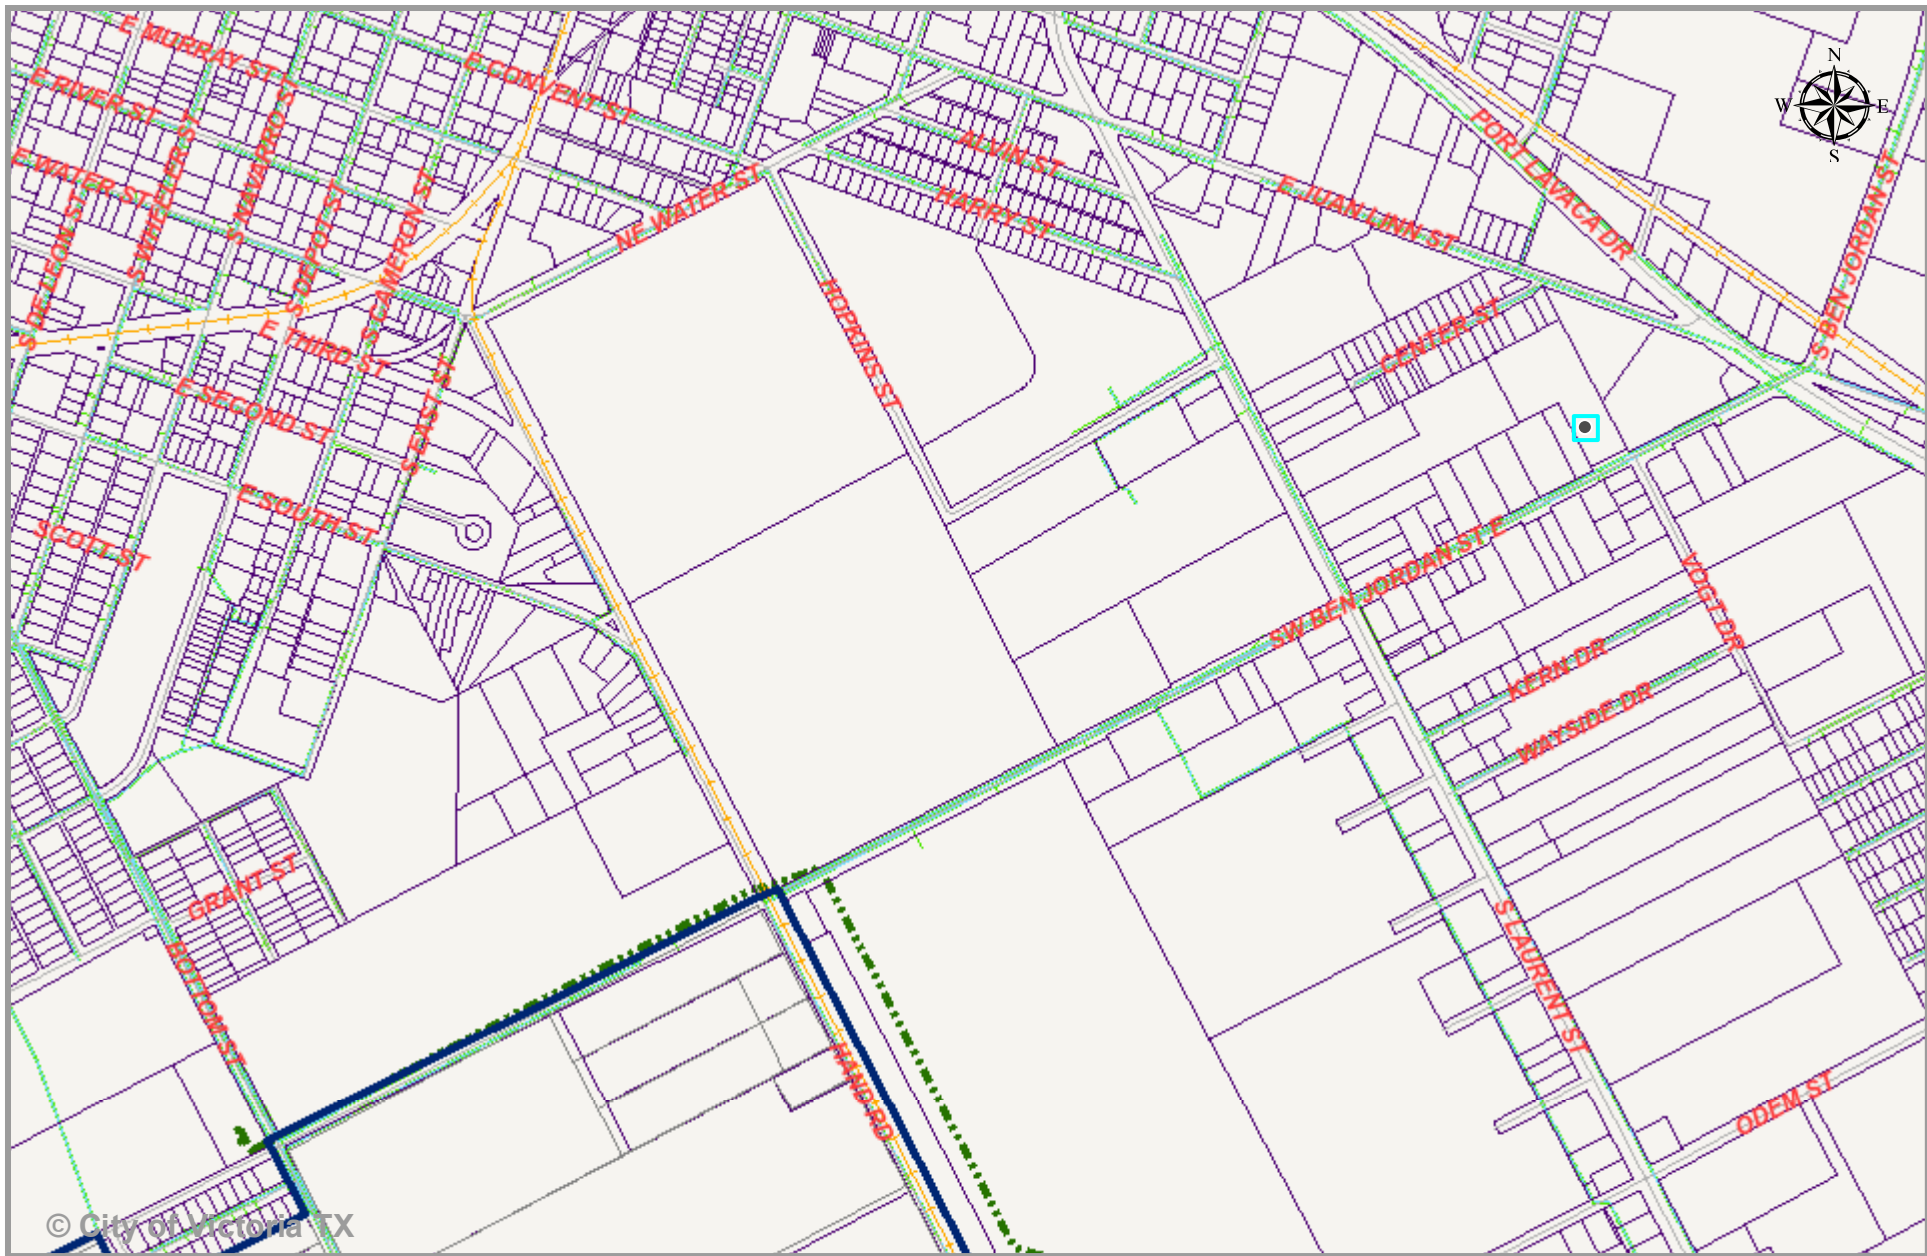 E MURRAY ST
E CONVENT ST
N
W E
S
E RIVER ST
S NAVARRO ST
S WHEELER ST
PORT LAVACA DR
ALVIN ST
E WATER ST
S DEPOT ST
S CAMERON ST
NE WATER ST
HARRY ST
E JUAN LINN ST
S BEN JORDAN ST
S DE LEON ST
HOPKINS ST
CENTER ST
E THIRD ST
E SECOND ST
S EAST ST
E SOUTH ST
SCOTT ST
SW BEN JORDAN ST E
VOGT DR
KERN DR
WAYSIDE DR
GRANT ST
BOTTOM ST
S LAURENT ST
HAND RD
ODEM ST
© City of Victoria TX